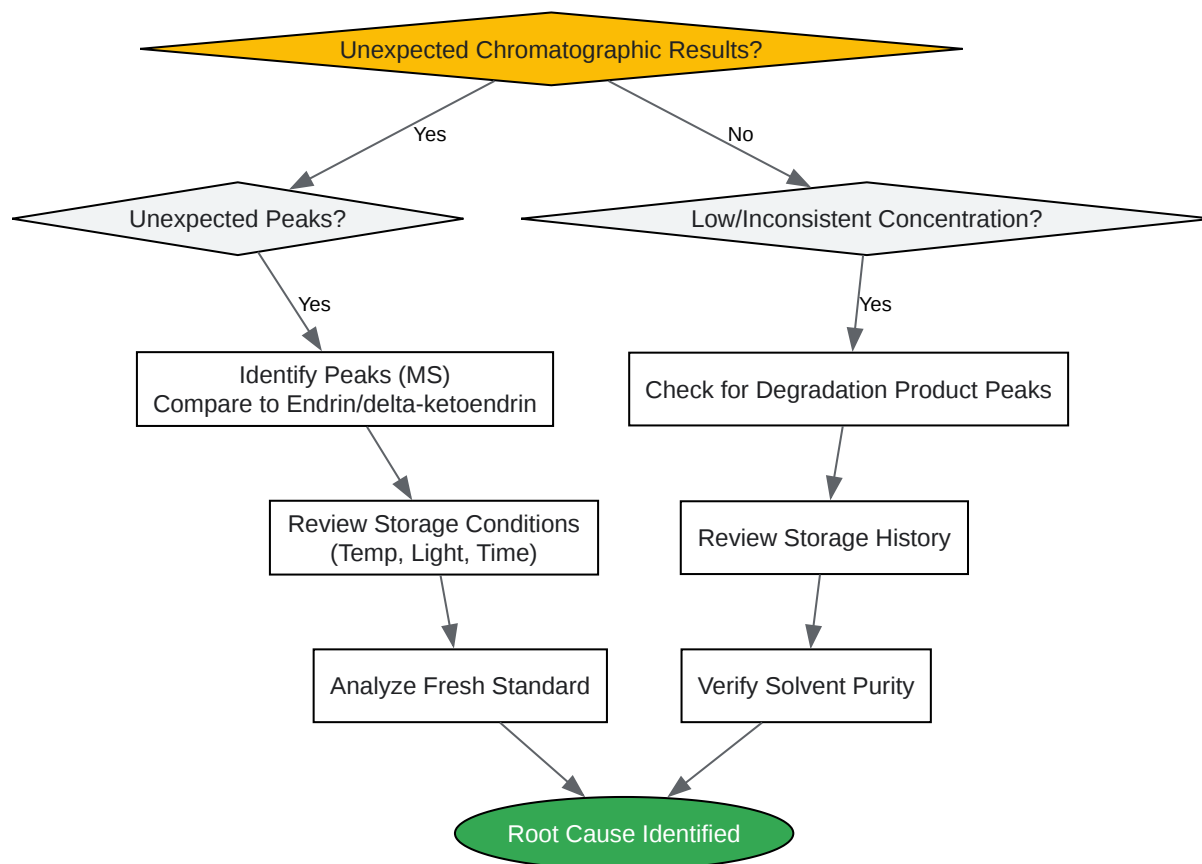 Unexpected Chromatographic Results?
Yes
No
Unexpected Peaks?
Low/Inconsistent Concentration?
Yes
Yes
Identify Peaks (MS)
Compare to Endrin/delta-ketoendrin
Check for Degradation Product Peaks
Review Storage Conditions
(Temp, Light, Time)
Review Storage History
Analyze Fresh Standard
Verify Solvent Purity
Root Cause Identified